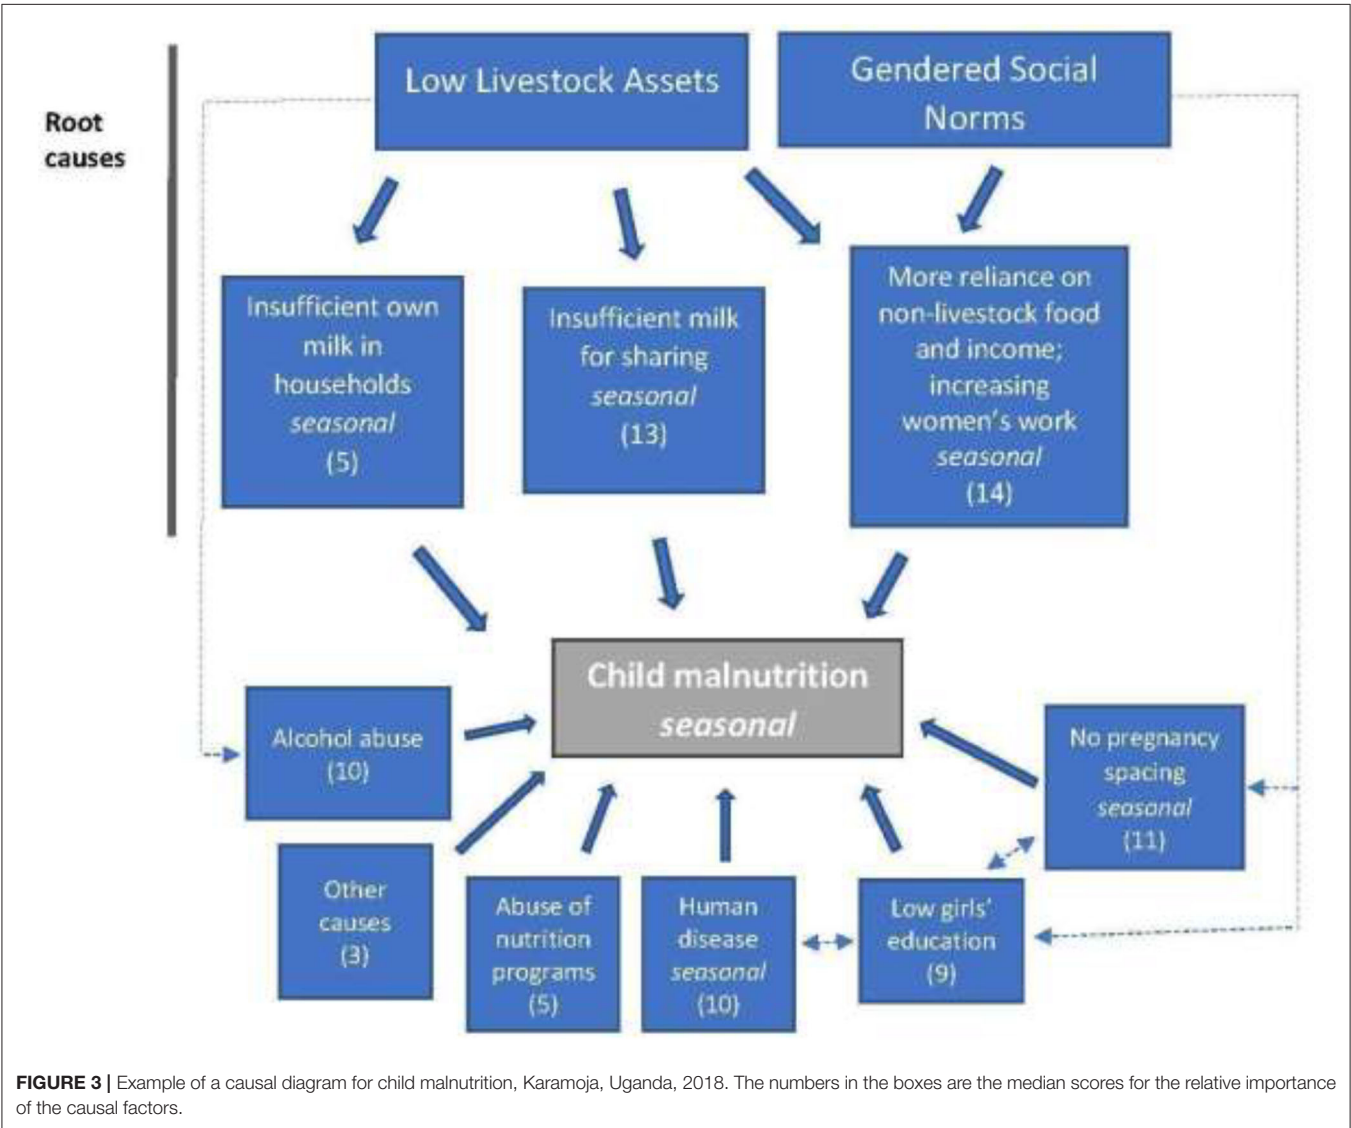 Root
causes
Low Livestock Assets
Gendered Social
Norms
Insufficient own
milk in
households
seasonal
(5)
Insufficient milk
for sharing
seasonal
(13)
More reliance on
non-livestock food
and income;
increasing
women's work
seasonal
(14)
Child malnutrition
seasonal
Alcohol abuse
(10)
No pregnancy
spacing
seasonal
(11)
Other
causes
(3)
Abuse of
nutrition
programs
(5)
Human
disease
seasonal
(10)
Low girls'
education
(9)
FIGURE 3 | Example of a causal diagram for child malnutrition, Karamoja, Uganda, 2018. The numbers in the boxes are the median scores for the relative importance
of the causal factors.